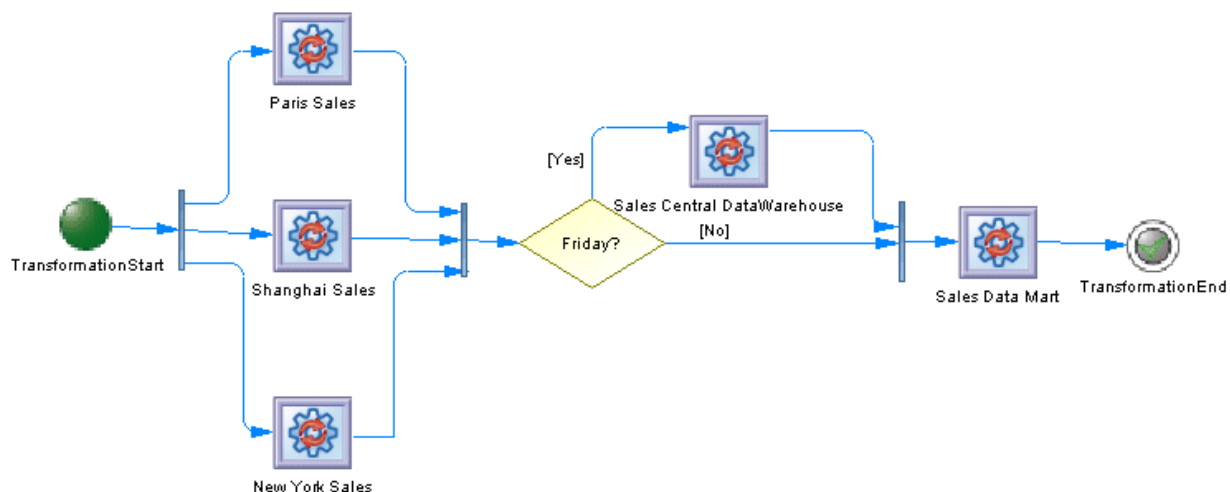 Paris Sales
[Yes]
Sales Central DataWarehouse
[No]
Friday?
TransformationStart
Shanghai Sales
Sales Data Mart
TransformationEnd
New York Sales